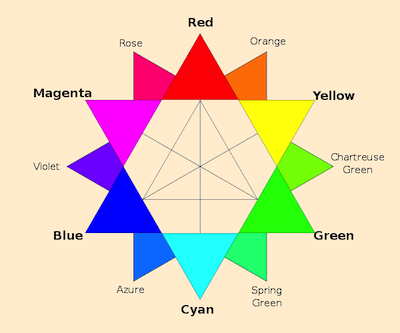 Red
Rose
Orange
Magenta
Yellow
Violet
Chartreuse
Green
Blue
Green
Azure
Spring
Green
Cyan